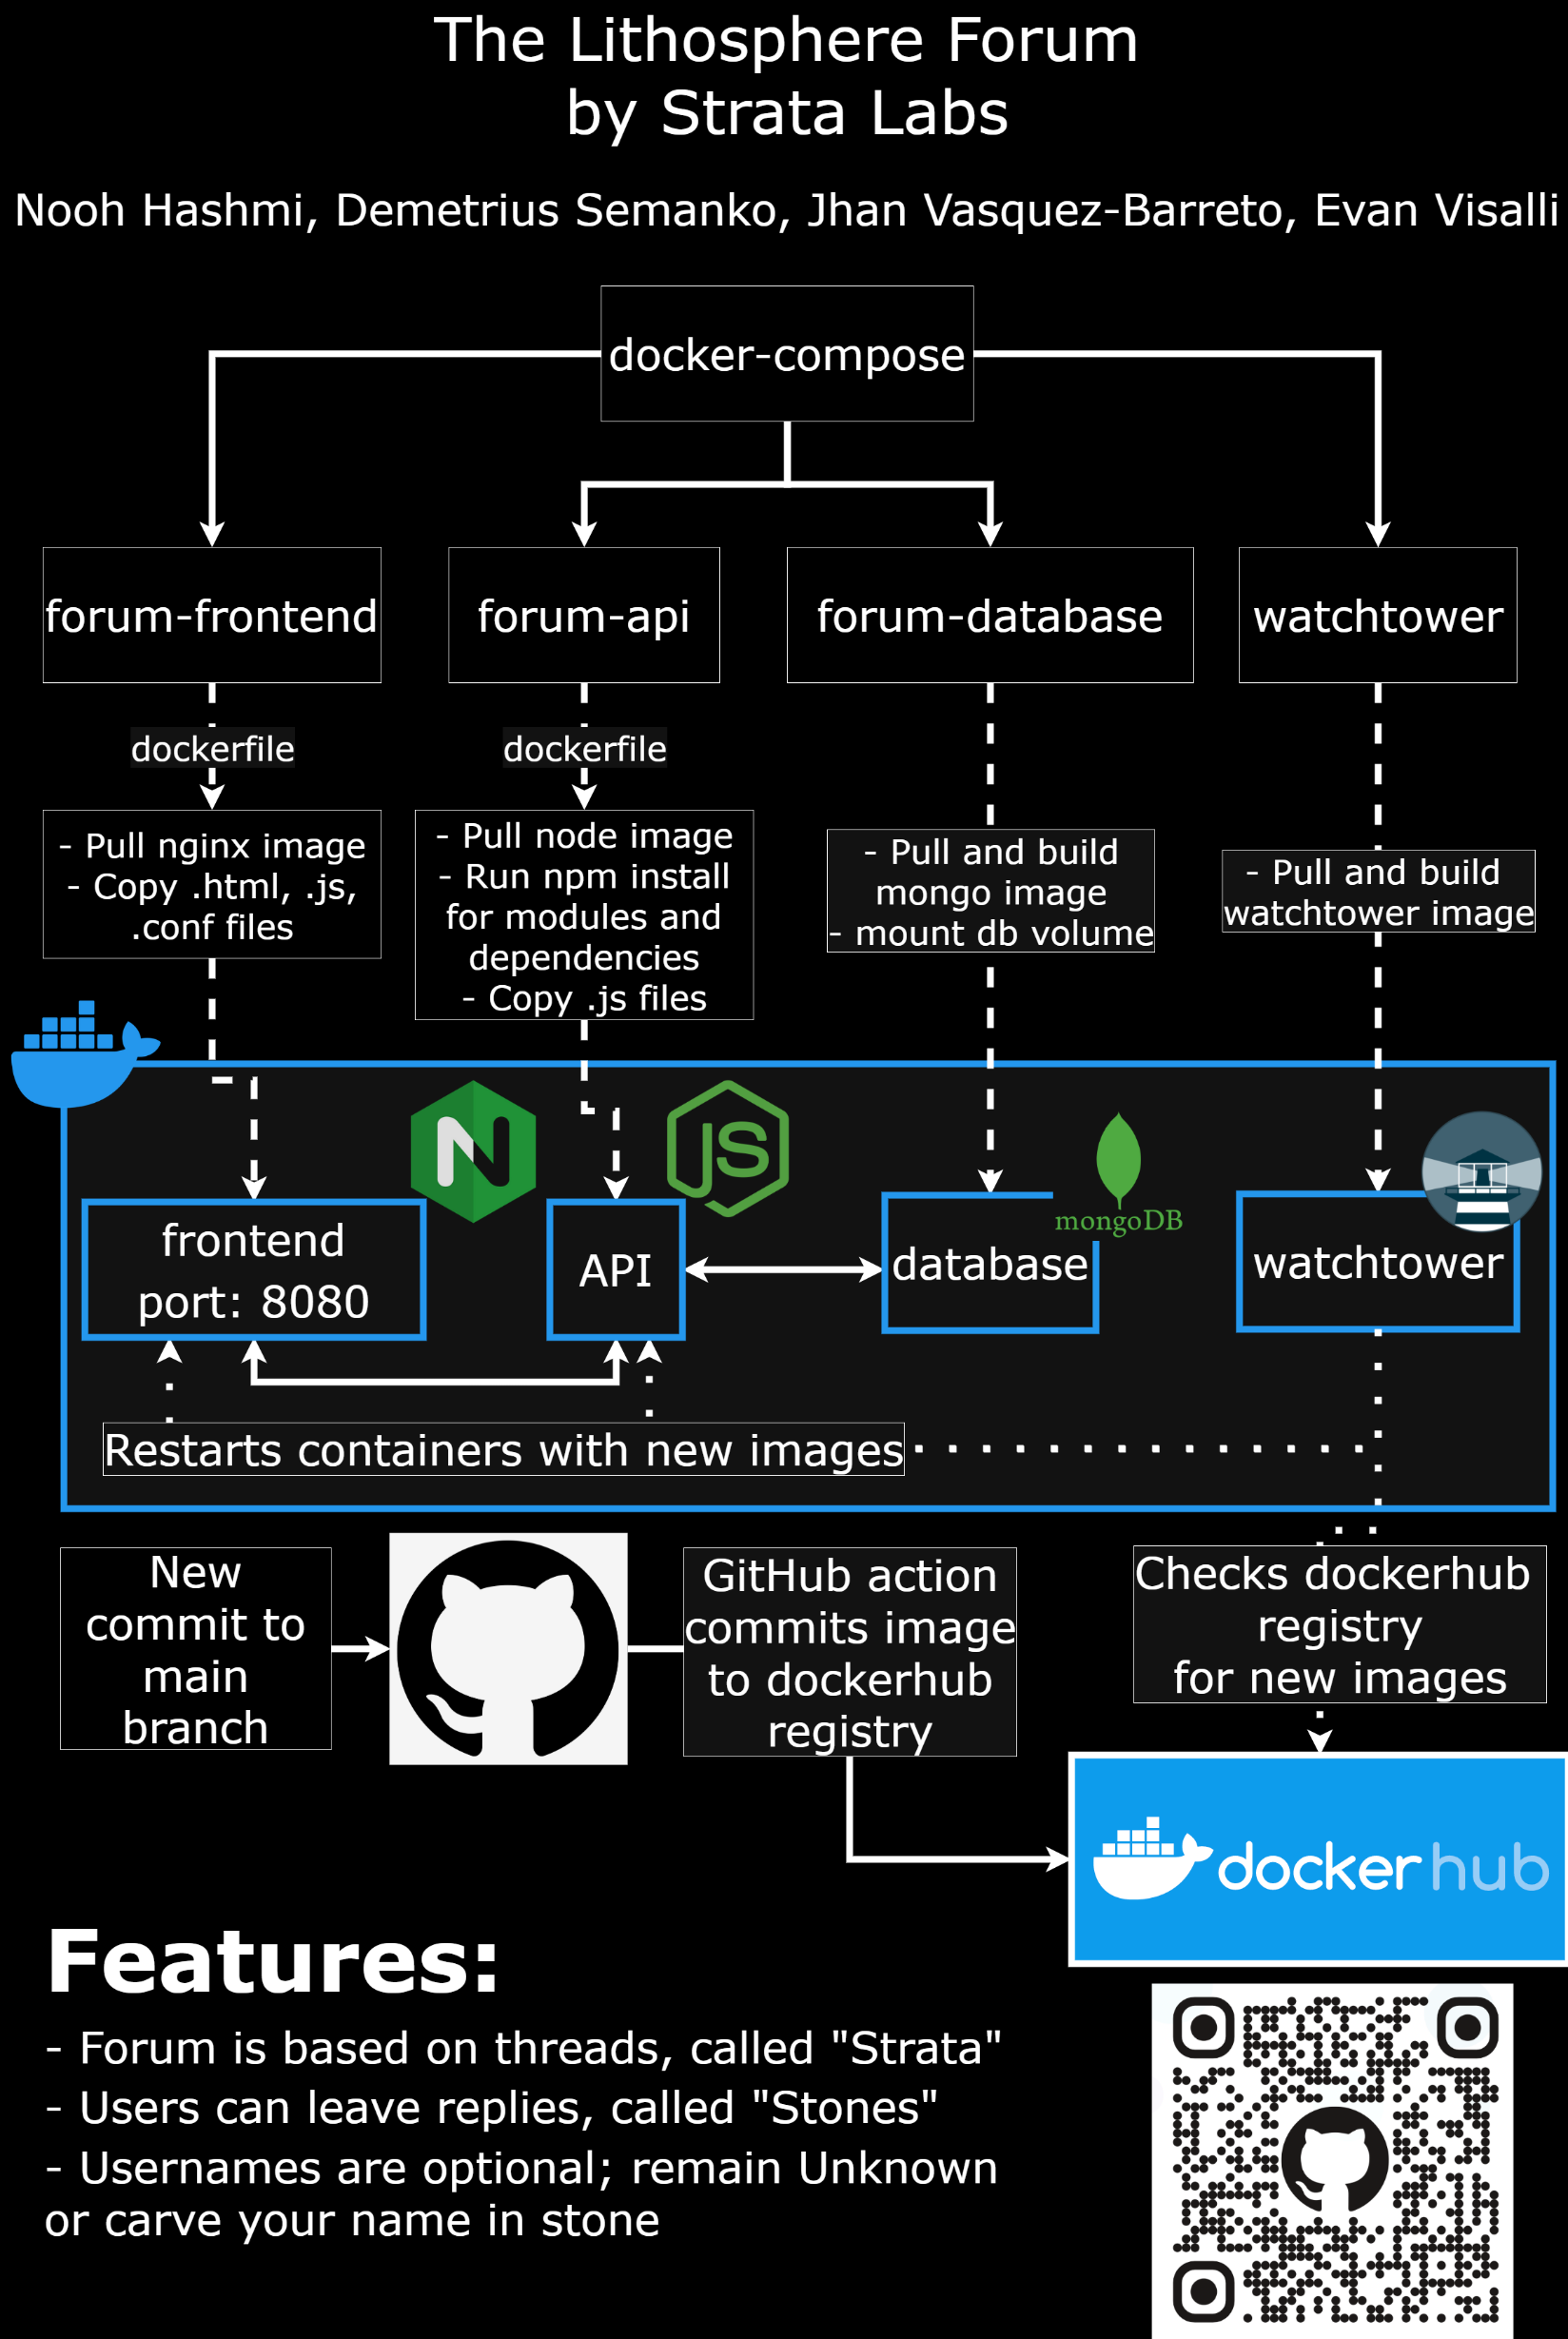 The Lithosphere Forum
by Strata Labs
Nooh Hashmi, Demetrius Semanko, Jhan Vasquez-Barreto, Evan Visalli
docker-compose
forum-frontend
forum-api
forum-database
watchtower
dockerfile
dockerfile
- Pull nginx image
- Copy .html, .js,
.conf files
- Pull node image
- Run npm install
for modules and
dependencies
- Copy .js files
- Pull and build
mongo image
- mount db volume
- Pull and build
watchtower image
N
JS
mongoDB
frontend
port: 8080
API
database
watchtower
Restarts containers with new images
New
commit to
main
branch
GitHub action
commits image
to dockerhub
registry
Checks dockerhub
registry
for new images
docker hub
Features:
- Forum is based on threads, called "Strata"
- Users can leave replies, called "Stones"
- Usernames are optional; remain Unknown
or carve your name in stone